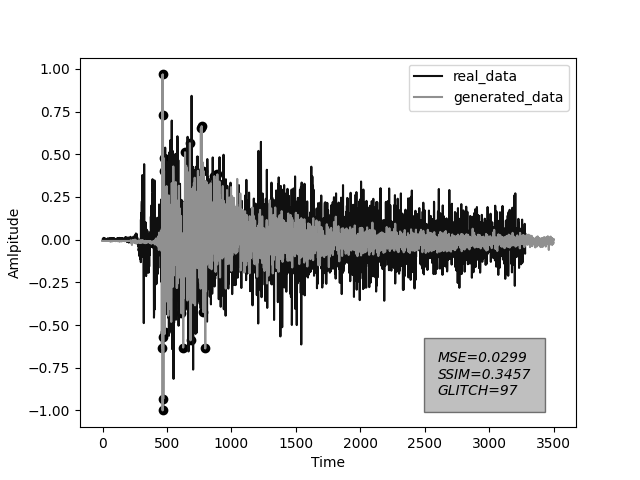 real_data
generated_data
1.00
0.75
0.50
0.25
0.00
−0.25
−0.50
−0.75
−1.00
Amlpitude
MSE=0.0299
SSIM=0.3457
GLITCH=97
0 500 1000 1500 2000 2500 3000 3500
Time